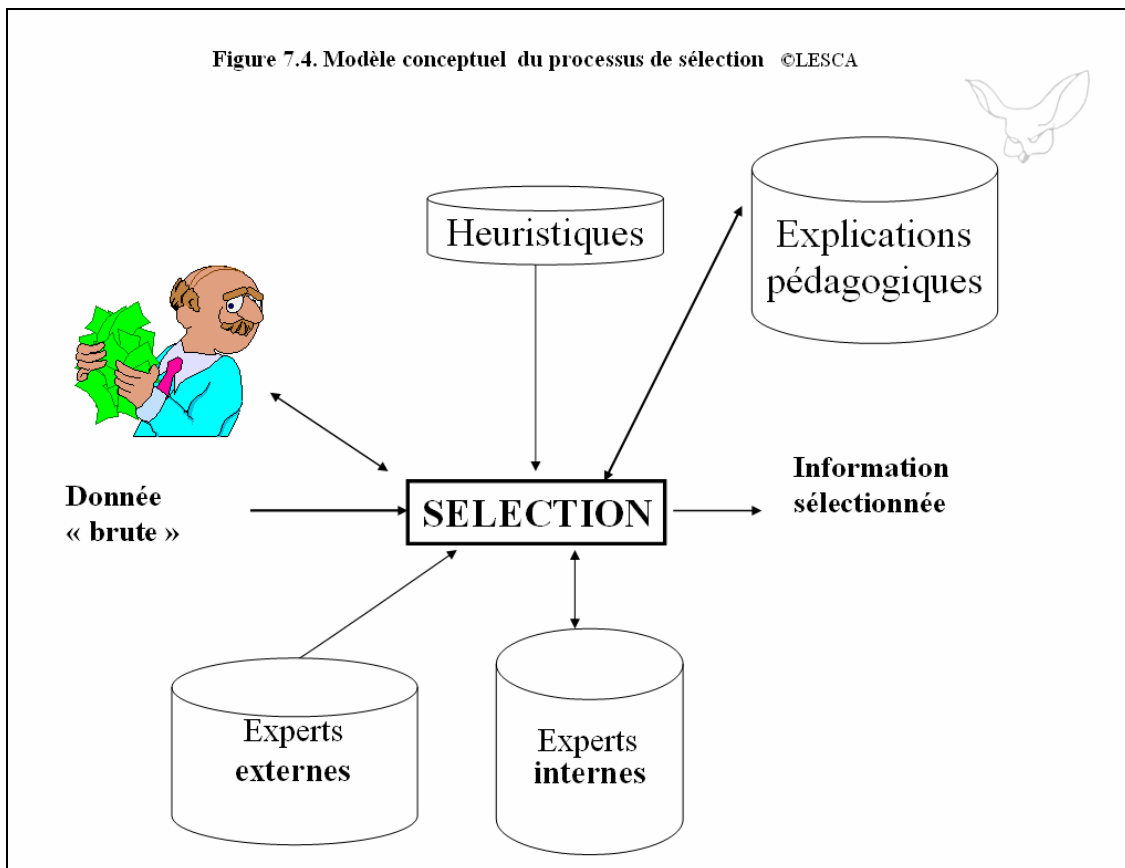 Figure 7.4. Modèle conceptuel du processus de sélection ©LESCA
Heuristiques
Explications
pédagogiques
Donnée
« brute »
SELECTION
Information
sélectionnée
Experts
externes
Experts
internes